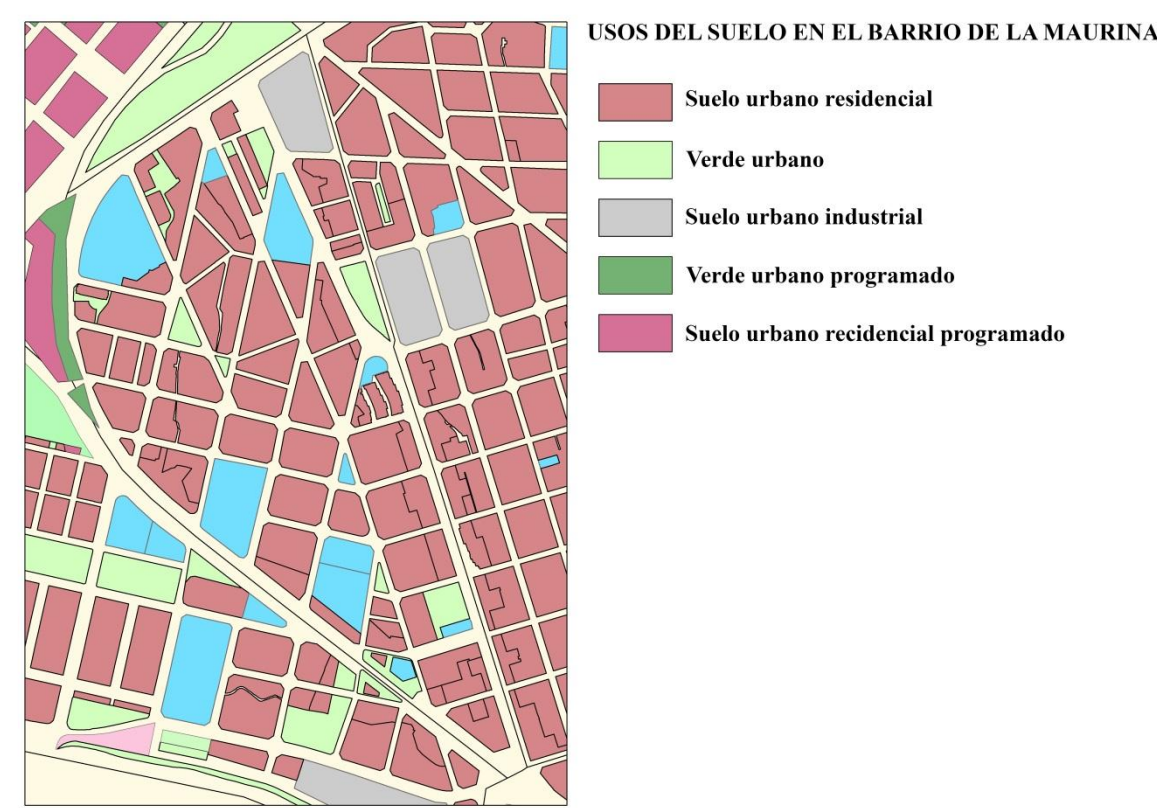 USOS DEL SUELO EN EL BARRIO DE LA MAURINA
Suelo urbano residencial
Verde urbano
Suelo urbano industrial
Verde urbano programado
Suelo urbano recidencial programado